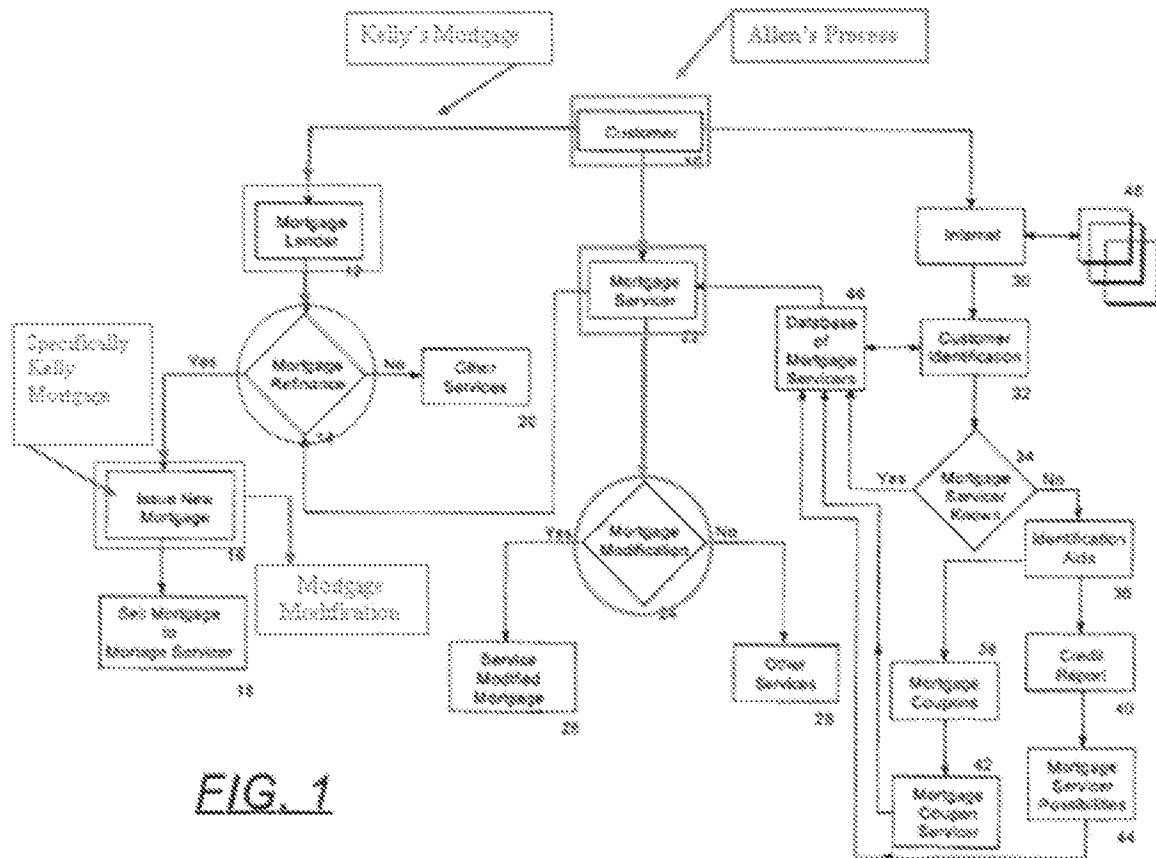 Kelly's Mortgage
Allen's Process
Customer
10
Mortgage
Lender
12
Mortgage
Servicer
22
Internet
30
48
Specifically
Kelly
Mortgage
Yes
Mortgage
Refinance
14
No
Other
Services
20
Database
of
Mortgage
Servicers
46
Customer
Identification
32
Issue New
Mortgage
16
Mortgage
Modification
Sell Mortgage
to
Manage Servicer
18
Yes
Mortgage
Modification
No
Service
Modified
Mortgage
Other
Services
28
Yes
Mortgage
Servicer
Known
34
No
Identification
Aids
36
38
Mortgage
Coupons
Credit
Report
40
42
Mortgage
Coupon
Servicer
Mortgage
Servicer
Possibilities
44
FIG. 1